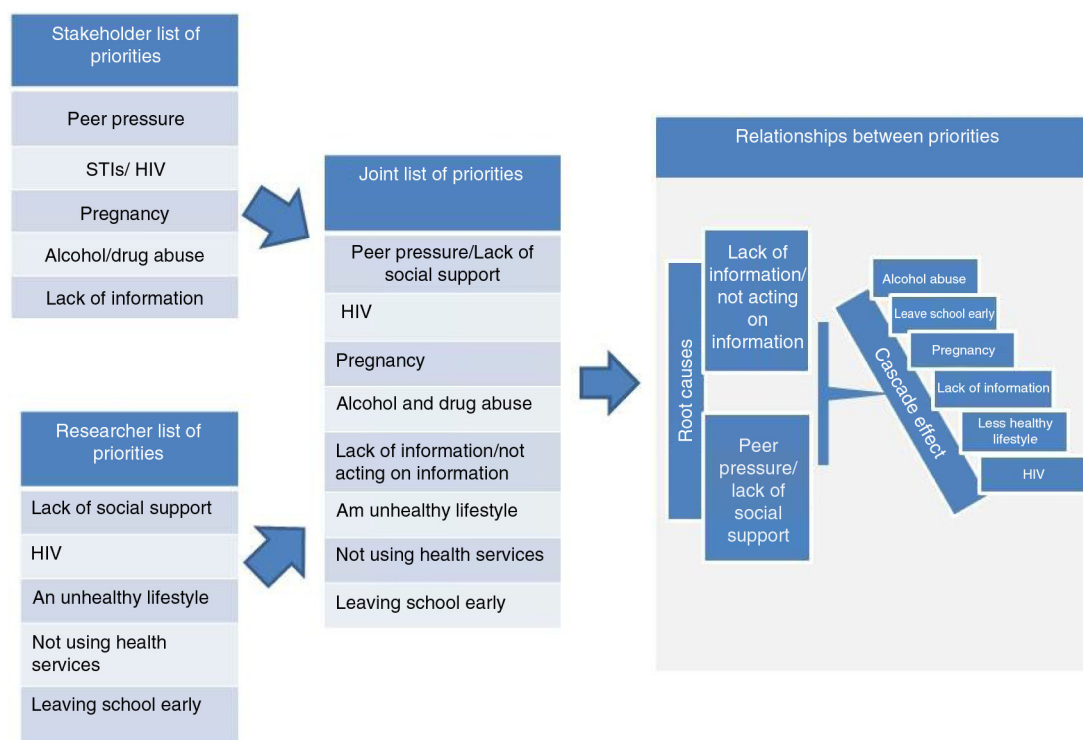 Stakeholder list of
priorities
Peer pressure
STIs/ HIV
Pregnancy
Alcohol/drug abuse
Lack of information
Researcher list of
priorities
Lack of social support
HIV
An unhealthy lifestyle
Not using health
services
Leaving school early
Joint list of priorities
Peer pressure/Lack of
social support
HIV
Pregnancy
Alcohol and drug abuse
Lack of information/not
acting on information
Am unhealthy lifestyle
Not using health services
Leaving school early
Relationships between priorities
Root causes
Lack of
information/
not acting
on
information
Peer
pressure/
lack of
social
support
Cascade effect
Alcohol abuse
Leave school early
Pregnancy
Lack of information
Less healthy
lifestyle
HIV